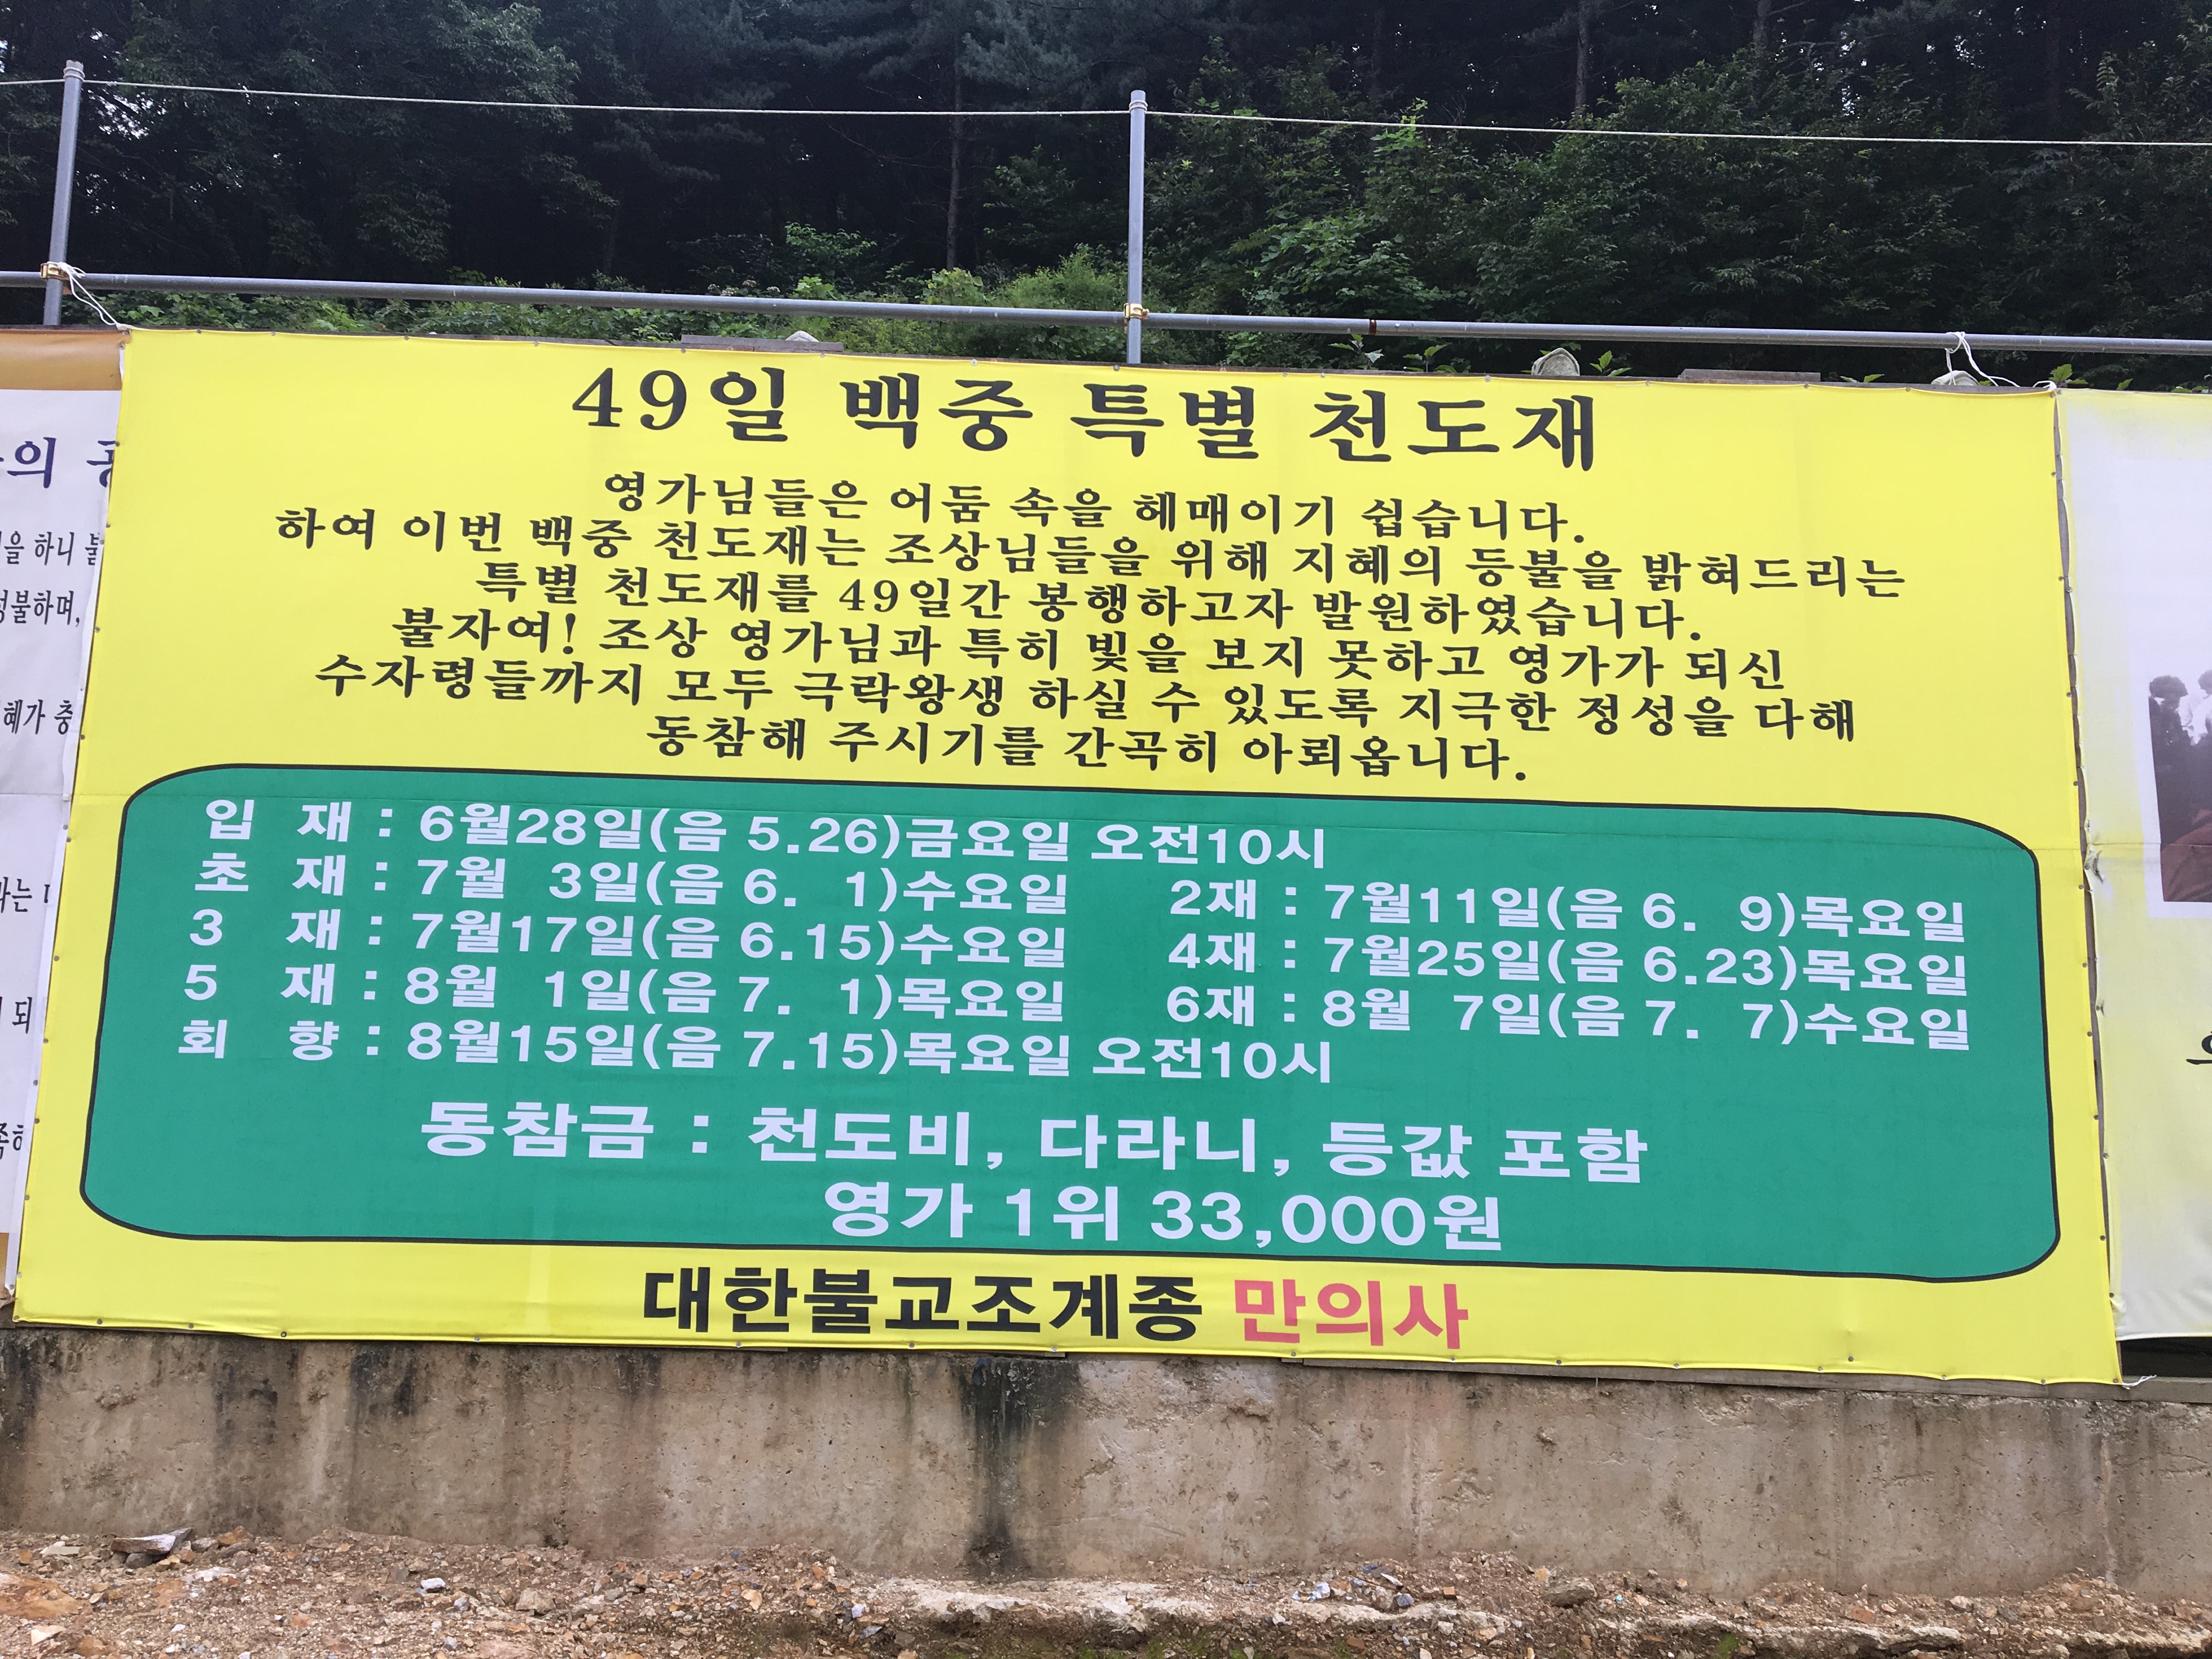 49일 백중 특별 천도재
영가님들은 어둠 속을 헤매이기 쉽습니다.
하여 이번 백중 천도재는 조상님들을 위해 지혜의 등불을 밝혀드리는
특별 천도재를 49일간 봉행하고자 발원하였습니다.
불자여! 조상 영가님과 특히 빛을 보지 못하고 영가가 되신
수자령들까지 모두 극락왕생 하실 수 있도록 지극한 정성을 다해
동참해 주시기를 간곡히 아뢰옵니다.
입 재 : 6월28일(음 5.26)금요일 오전10시
초 재 : 7월 3일(음 6. 1)수요일 2재 : 7월11일(음 6. 9)목요일
3 재 : 7월17일(음 6.15)수요일 4재 : 7월25일(음 6.23)목요일
5 재 : 8월 1일(음 7. 1)목요일 6재 : 8월 7일(음 7. 7)수요일
회 향 : 8월15일(음 7.15)목요일 오전10시
동참금 : 천도비, 다라니, 등값 포함
영가 1위 33,000원
대한불교조계종 만의사
의
을 하니
혜가